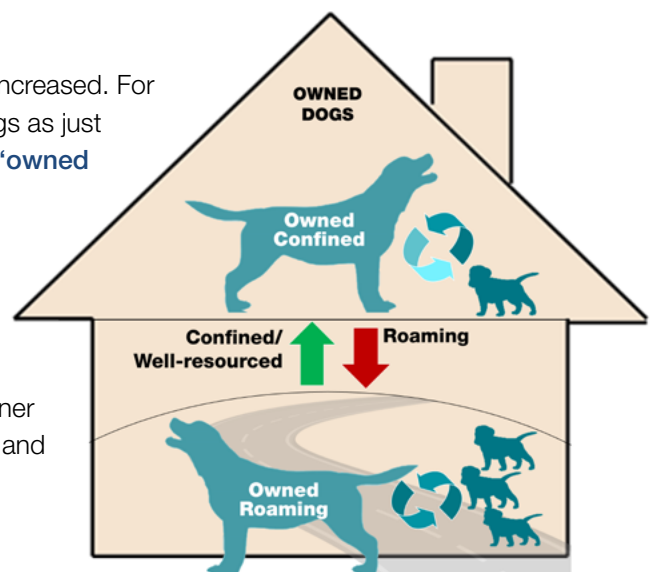 ncreased. For
gs as just
‘owned
ner
and
OWNED
DOGS
Owned
Confined
Confined/
Well-resourced
Roaming
Owned
Roaming